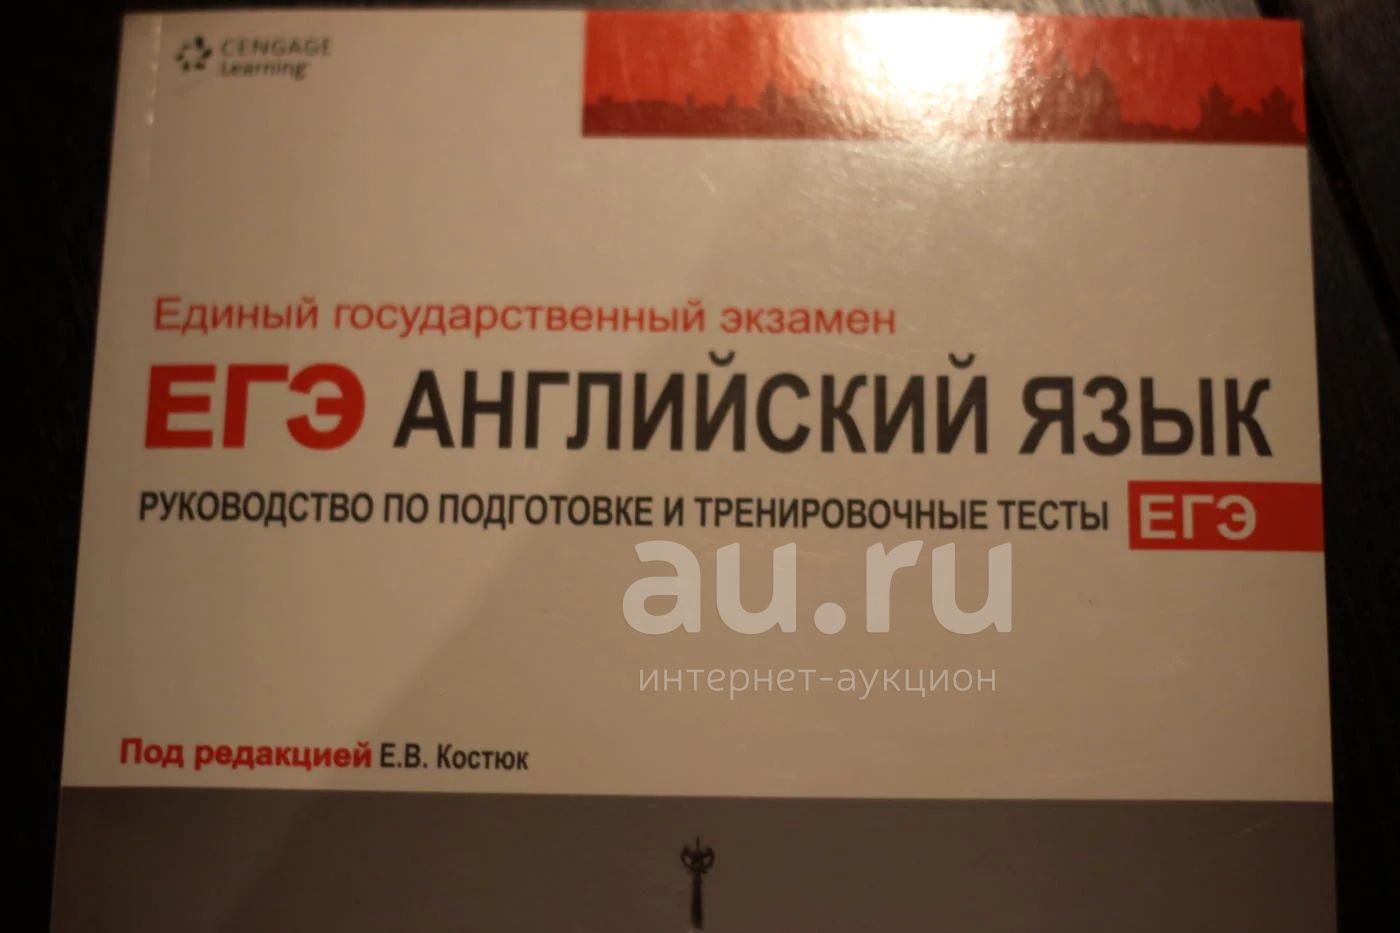 CENGAGE
Learning
Единый государственный экзамен
ЕГЭ АНГЛИЙСКИЙ ЯЗЫК
РУКОВОДСТВО ПО ПОДГОТОВКЕ И ТРЕНИРОВОЧНЫЕ ТЕСТЫ ЕГЭ
au.ru
интернет-аукцион
Под редакцией Е.В. Костюк